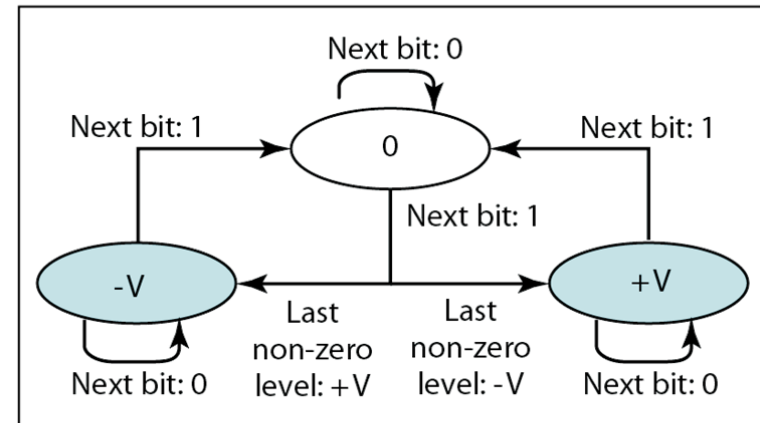 Next bit: 0
Next bit: 1
Next bit: 1
0
Next bit: 1
-V
+V
Last
non-zero
level: +V
Last
non-zero
level: -V
Next bit: 0
Next bit: 0